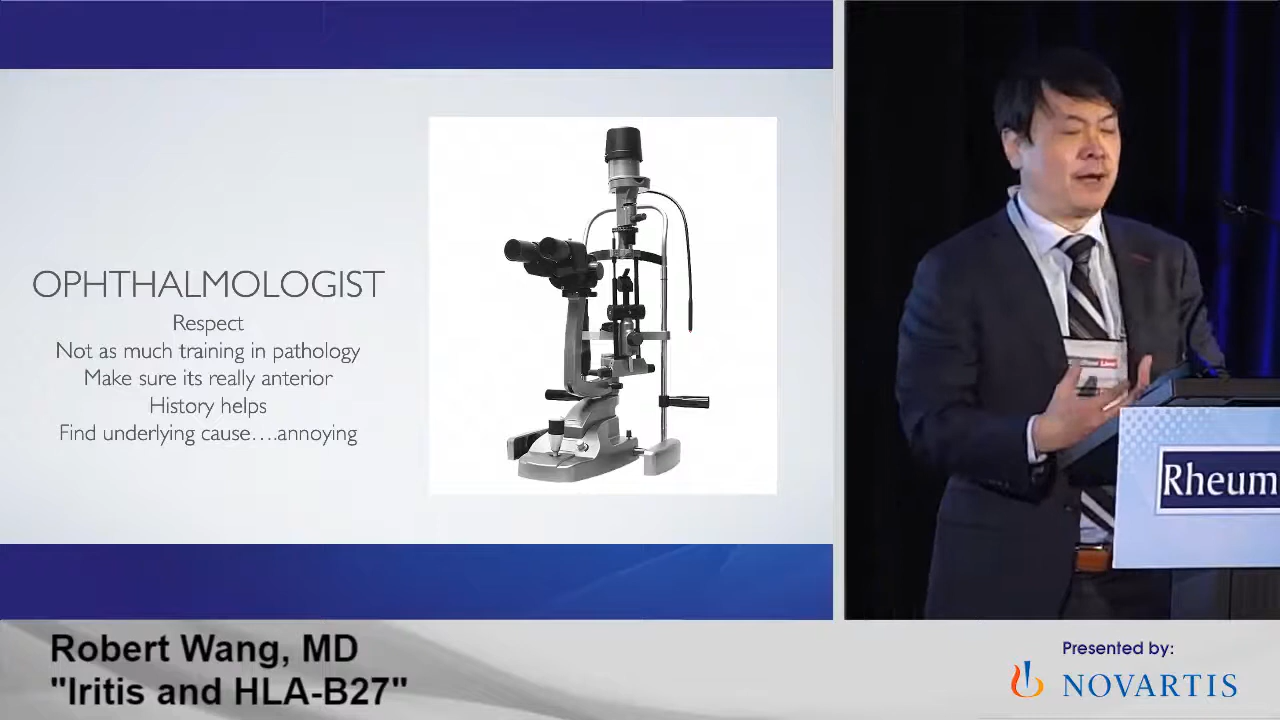 OPHTHALMOLOGIST
Respect
Not as much training in pathology
Make sure its really anterior
History helps
Find underlying cause....annoying
Rheum
Robert Wang, MD
"Iritis and HLA-B27"
Presented by:
NOVARTIS